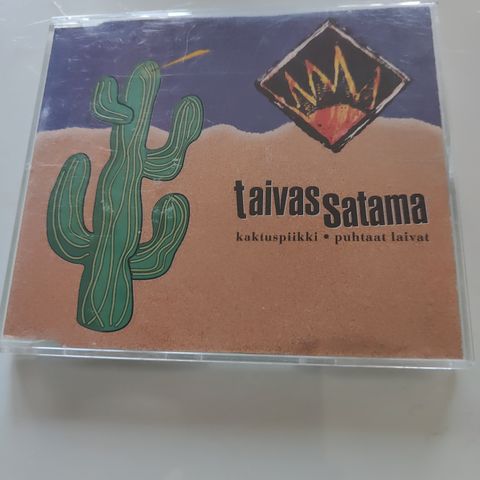 taivas satama
kaktuspiikki • puhtaat laivat